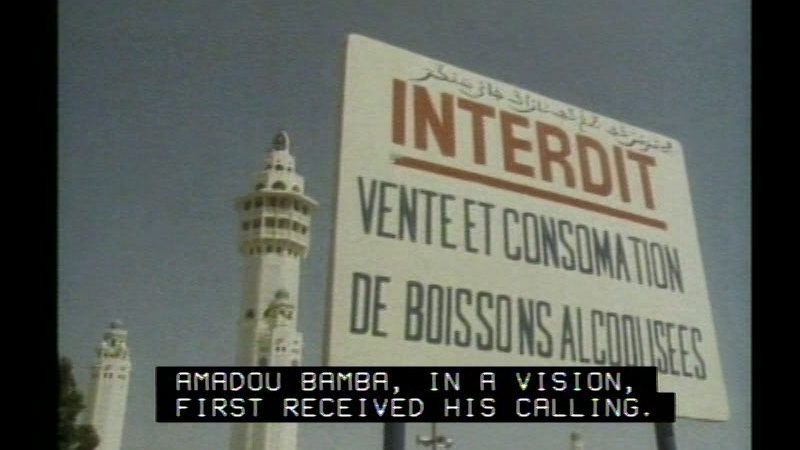 INTERDIT
VENTE ET CONSOMATION
DE BOISSONS ALCOOLISEES
AMADOU BAMBA, IN A VISION,
FIRST RECEIVED HIS CALLING.